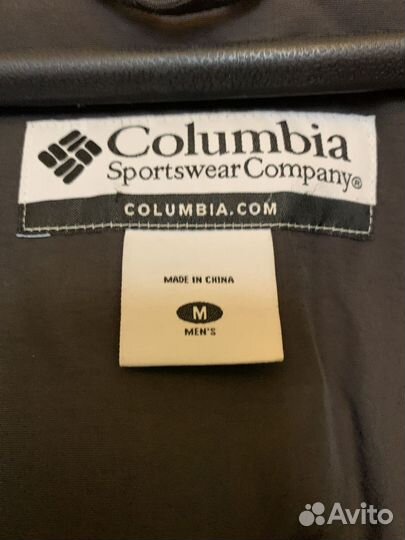 Columbia
Sportswear Company®
COLUMBIA.COM
MADE IN CHINA
M
MEN'S
Avito